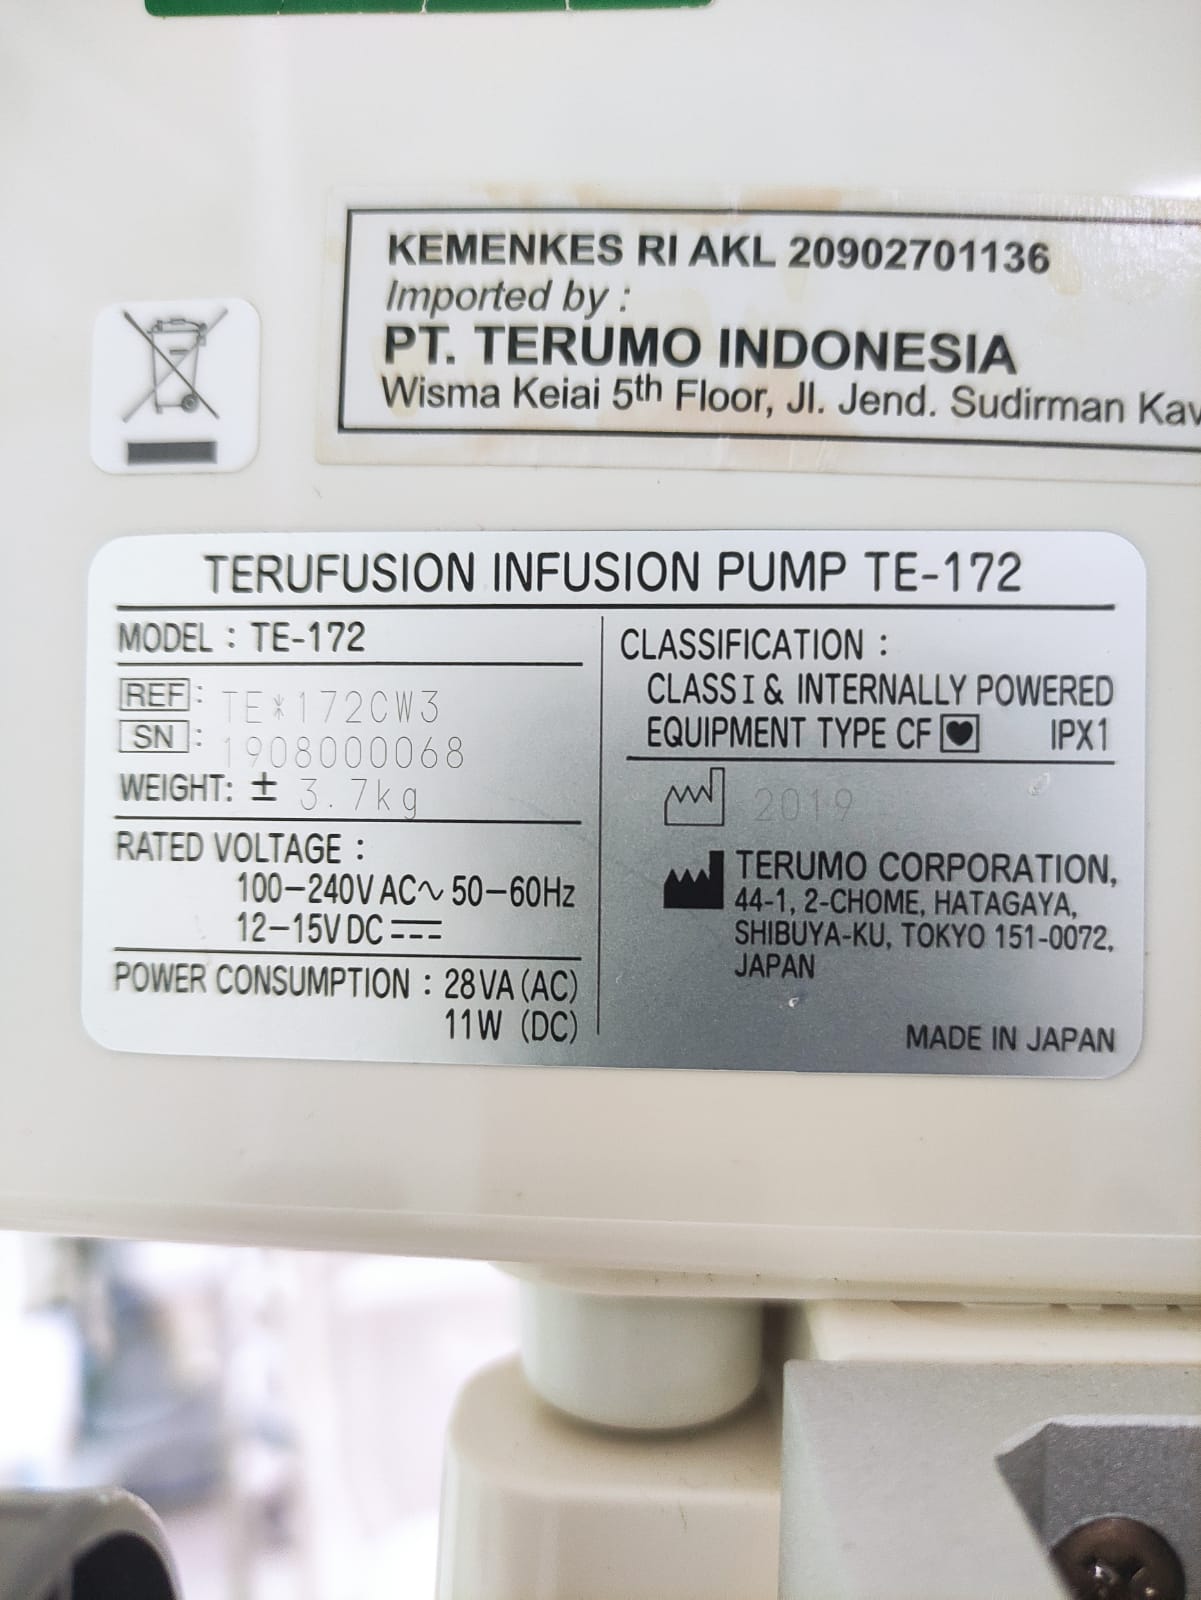 KEMENKES RI AKL 20902701136
Imported by :
PT. TERUMO INDONESIA
Wisma Keiai 5th Floor, Jl. Jend. Sudirman Kav
TERUFUSION INFUSION PUMP TE-172
MODEL : TE-172
REF : TE*172CW3
SN : 1908000068
WEIGHT: ± 3.7kg
RATED VOLTAGE :
100-240V AC~ 50-60Hz
12-15V DC ⎓
POWER CONSUMPTION : 28VA (AC)
11W (DC)
CLASSIFICATION :
CLASS I & INTERNALLY POWERED
EQUIPMENT TYPE CF IPX1
2019
TERUMO CORPORATION,
44-1, 2-CHOME, HATAGAYA,
SHIBUYA-KU, TOKYO 151-0072,
JAPAN
MADE IN JAPAN